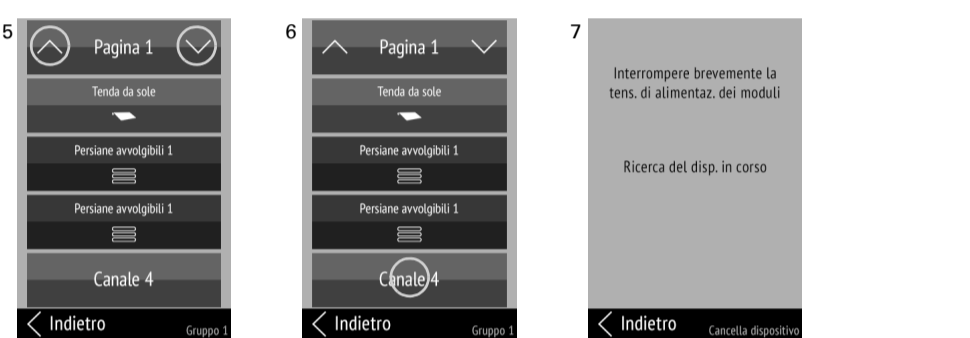 5
Pagina 1
Tenda da sole
Persiane avvolgibili 1
Persiane avvolgibili 1
Canale 4
Indietro
Gruppo 1
6
Pagina 1
Tenda da sole
Persiane avvolgibili 1
Persiane avvolgibili 1
Canale 4
Indietro
Gruppo 1
7
Interrompere brevemente la
tens. di alimentaz. dei moduli
Ricerca del disp. in corso
Indietro
Cancella dispositivo